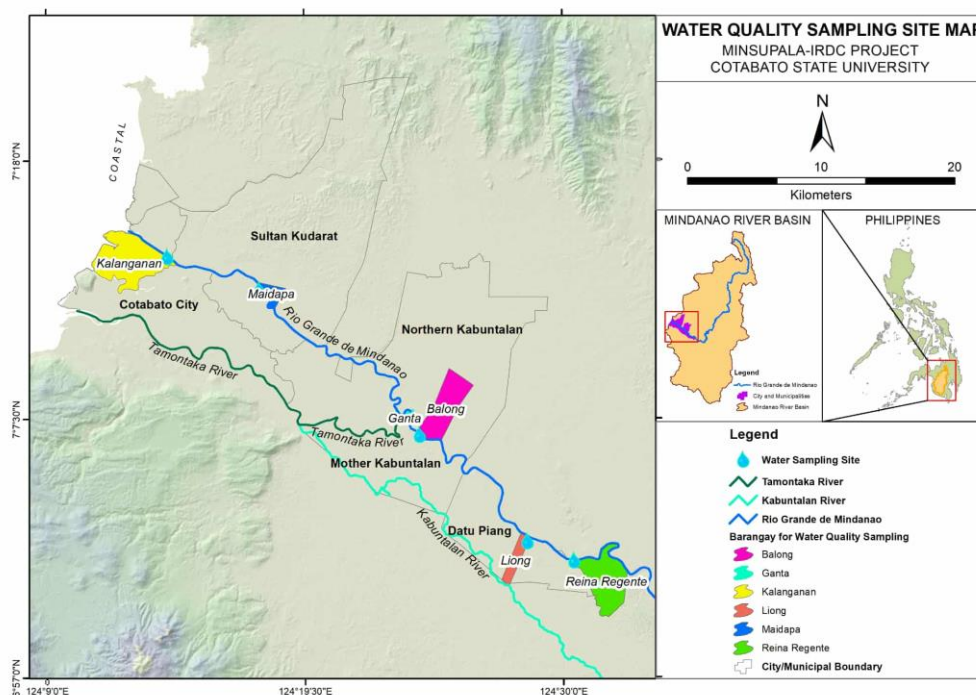 WATER QUALITY SAMPLING SITE MAP
MINSUPALA-IRDC PROJECT
COTABATO STATE UNIVERSITY
N
0 10 20
Kilometers
MINDANAO RIVER BASIN
Legend
Rio Grande de Mindanao
City and Municipalities
Mindanao River Basin
PHILIPPINES
Legend
Water Sampling Site
Tamontaka River
Kabuntalan River
Rio Grande de Mindanao
Barangay for Water Quality Sampling
Balong
Ganta
Kalanganan
Liong
Maidapa
Reina Regente
City/Municipal Boundary
COASTAL
Sultan Kudarat
Kalanganan
Cotabato City
Maidapa
Rio Grande de Mindanao
Northern Kabuntalan
Tamontaka River
Ganta
Balong
Tamontaka River
Mother Kabuntalan
Kabuntalan River
Datu Piang
Liong
Reina Regente
7°18'0"N
7°7'30"N
°57'0"N
124°9'0"E
124°19'30"E
124°30'0"E